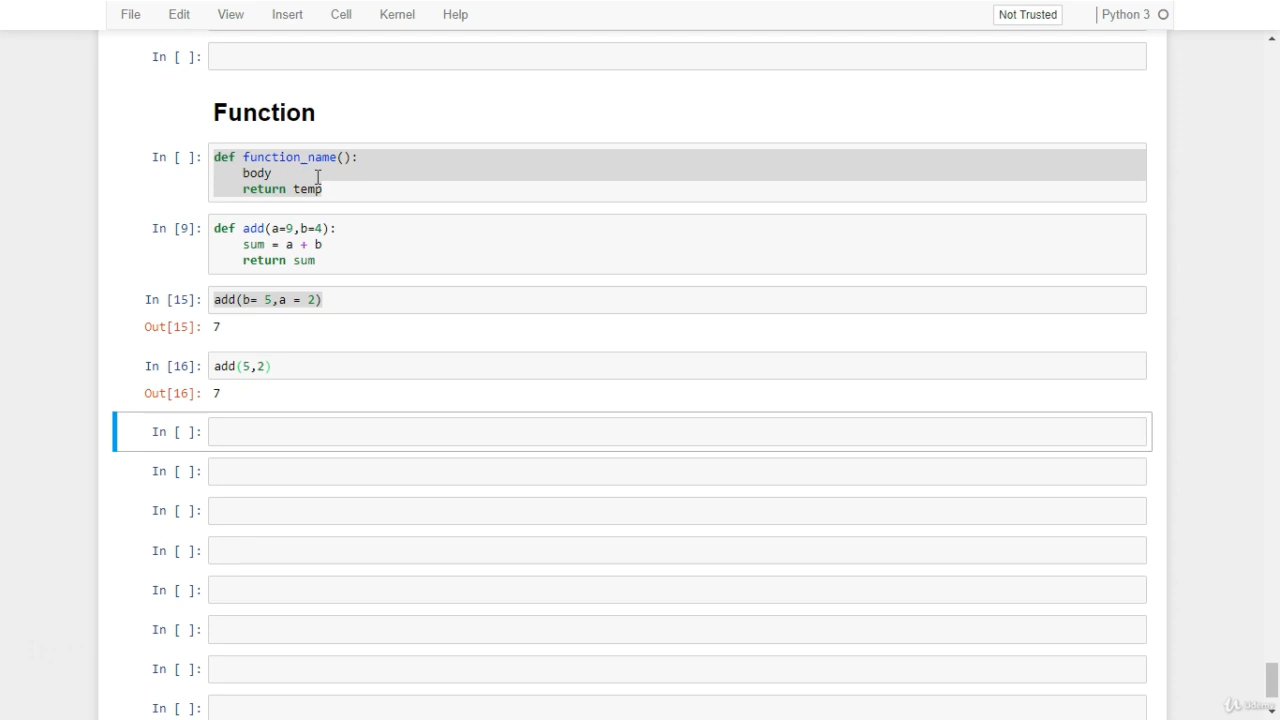 File Edit View Insert Cell Kernel Help Not Trusted Python 3
In [ ]:
Function
In [ ]: def function_name():
body
return temp
In [9]: def add(a=9,b=4):
sum = a + b
return sum
In [15]: add(b= 5,a = 2)
Out[15]: 7
In [16]: add(5,2)
Out[16]: 7
In [ ]:
In [ ]:
In [ ]:
In [ ]:
In [ ]:
In [ ]:
In [ ]:
In [ ]:
Udemy